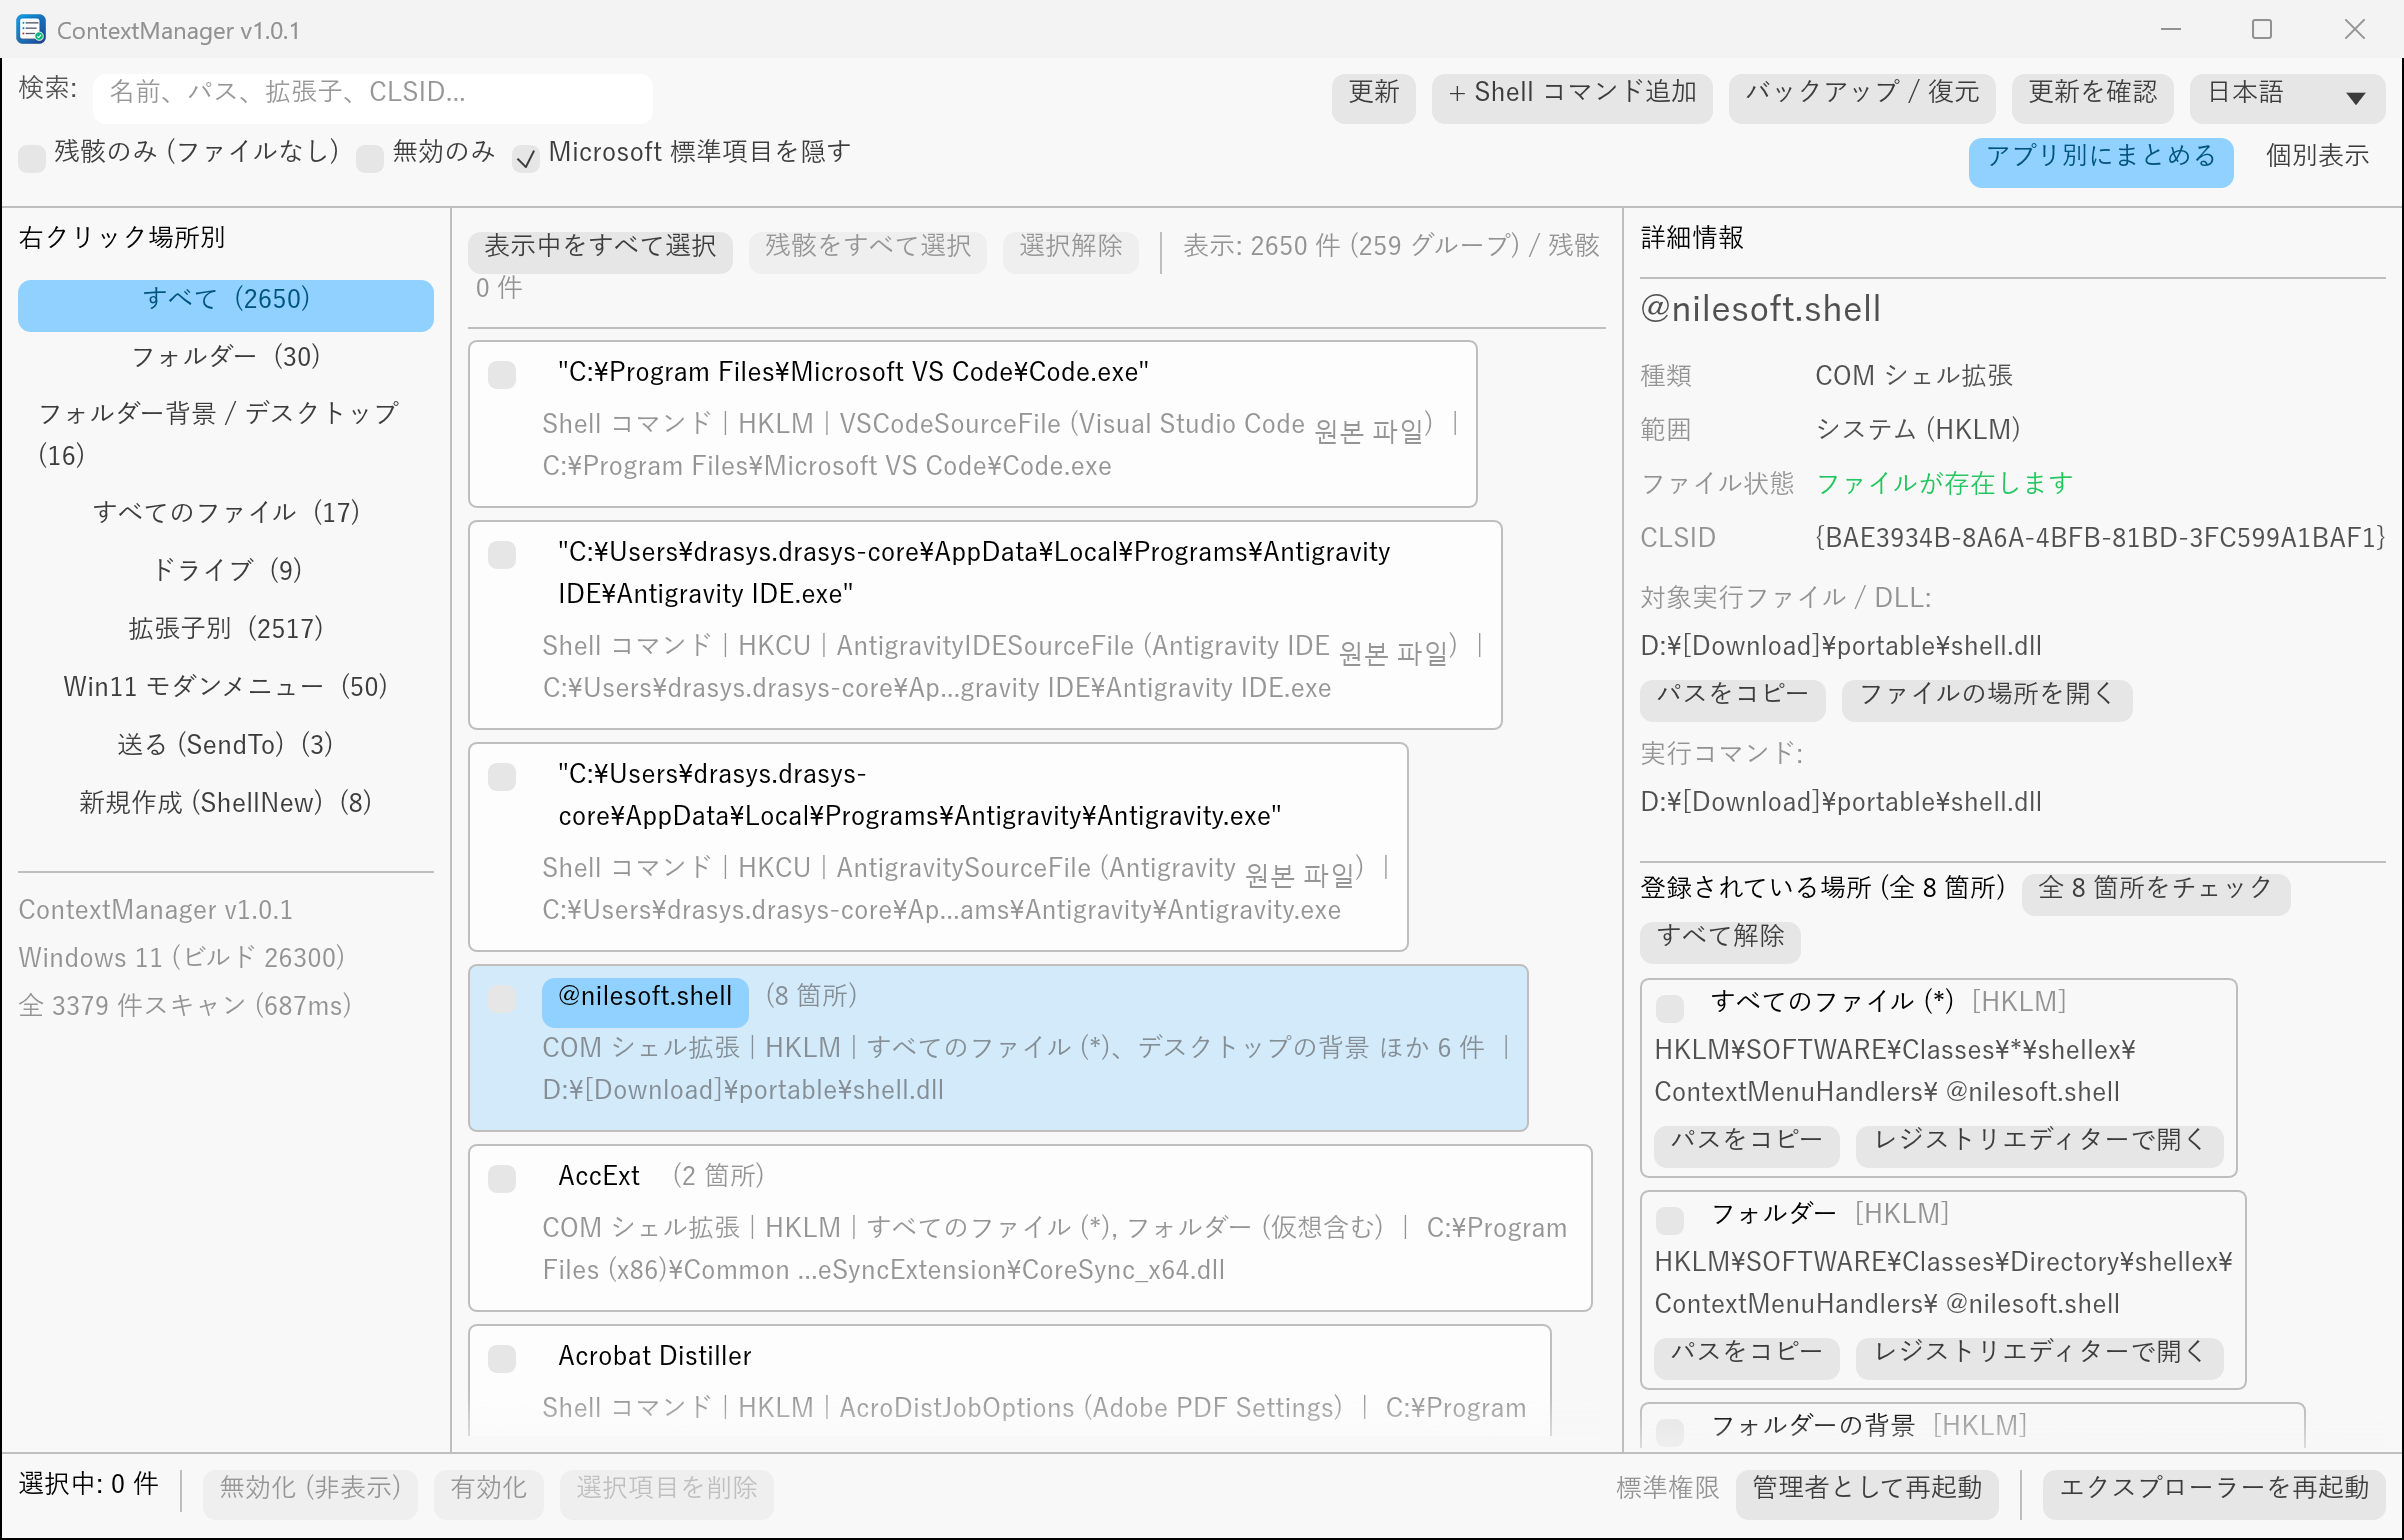 ContextManager v1.0.1
検索: 名前、パス、拡張子、CLSID... 更新 + Shell コマンド追加 バックアップ / 復元 更新を確認 日本語
残骸のみ (ファイルなし) 無効のみ Microsoft 標準項目を隠す アプリ別にまとめる 個別表示
右クリック場所別
すべて (2650)
フォルダー (30)
フォルダー背景 / デスクトップ
(16)
すべてのファイル (17)
ドライブ (9)
拡張子別 (2517)
Win11 モダンメニュー (50)
送る (SendTo) (3)
新規作成 (ShellNew) (8)
ContextManager v1.0.1
Windows 11 (ビルド 26300)
全 3379 件スキャン (687ms)
表示中をすべて選択 残骸をすべて選択 選択解除 | 表示: 2650 件 (259 グループ) / 残骸
0 件
"C:¥Program Files¥Microsoft VS Code¥Code.exe"
Shell コマンド | HKLM | VSCodeSourceFile (Visual Studio Code 원본 파일) |
C:¥Program Files¥Microsoft VS Code¥Code.exe
"C:¥Users¥drasys.drasys-core¥AppData¥Local¥Programs¥Antigravity
IDE¥Antigravity IDE.exe"
Shell コマンド | HKCU | AntigravityIDESourceFile (Antigravity IDE 원본 파일) |
C:¥Users¥drasys.drasys-core¥Ap...gravity IDE¥Antigravity IDE.exe
"C:¥Users¥drasys.drasys-
core¥AppData¥Local¥Programs¥Antigravity¥Antigravity.exe"
Shell コマンド | HKCU | AntigravitySourceFile (Antigravity 원본 파일) |
C:¥Users¥drasys.drasys-core¥Ap...ams¥Antigravity¥Antigravity.exe
@nilesoft.shell (8 箇所)
COM シェル拡張 | HKLM | すべてのファイル (*)、デスクトップの背景 ほか 6 件 |
D:¥[Download]¥portable¥shell.dll
AccExt (2 箇所)
COM シェル拡張 | HKLM | すべてのファイル (*), フォルダー (仮想含む) | C:¥Program
Files (x86)¥Common ...eSyncExtension¥CoreSync_x64.dll
Acrobat Distiller
Shell コマンド | HKLM | AcroDistJobOptions (Adobe PDF Settings) | C:¥Program
詳細情報
@nilesoft.shell
種類 COM シェル拡張
範囲 システム (HKLM)
ファイル状態 ファイルが存在します
CLSID {BAE3934B-8A6A-4BFB-81BD-3FC599A1BAF1}
対象実行ファイル / DLL:
D:¥[Download]¥portable¥shell.dll
パスをコピー ファイルの場所を開く
実行コマンド:
D:¥[Download]¥portable¥shell.dll
登録されている場所 (全 8 箇所) 全 8 箇所をチェック
すべて解除
すべてのファイル (*) [HKLM]
HKLM¥SOFTWARE¥Classes¥*¥shellex¥
ContextMenuHandlers¥ @nilesoft.shell
パスをコピー レジストリエディターで開く
フォルダー [HKLM]
HKLM¥SOFTWARE¥Classes¥Directory¥shellex¥
ContextMenuHandlers¥ @nilesoft.shell
パスをコピー レジストリエディターで開く
フォルダーの背景 [HKLM]
選択中: 0 件 | 無効化 (非表示) 有効化 選択項目を削除 標準権限 管理者として再起動 | エクスプローラーを再起動